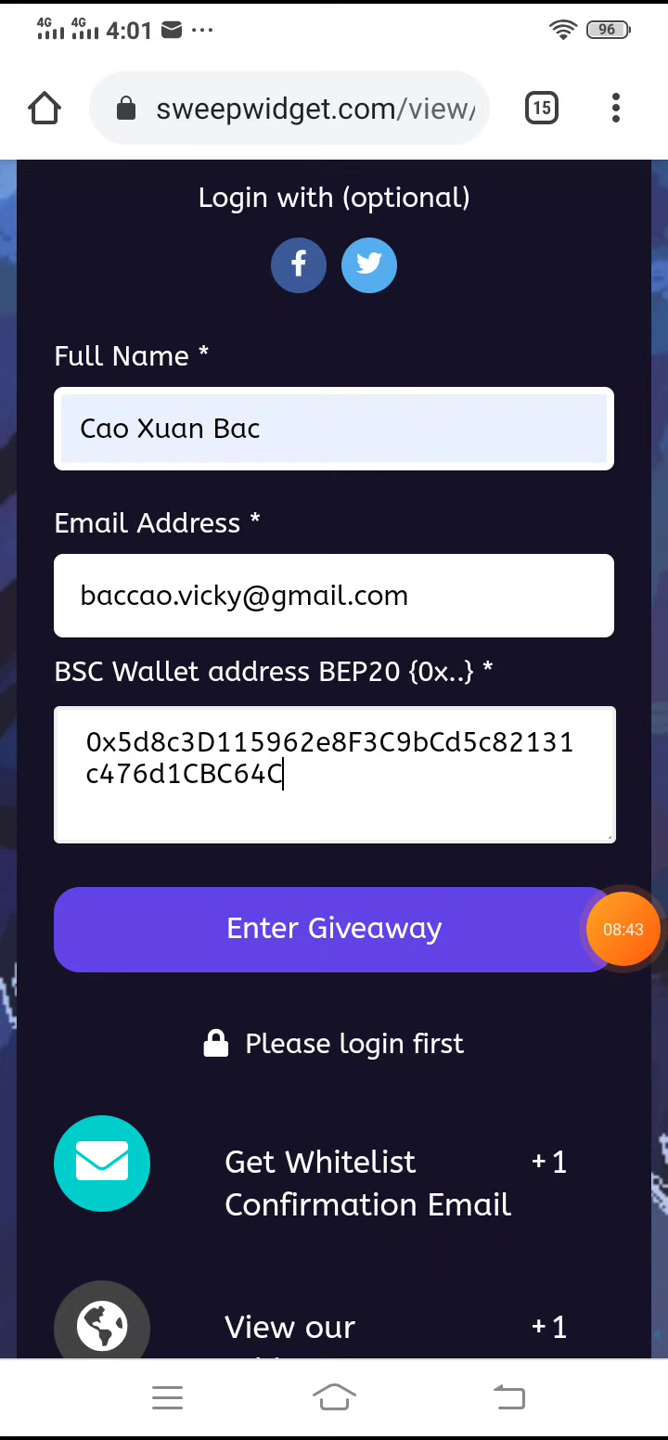 4G 4G 4:01 ... 96
sweepwidget.com/view/ 15
Login with (optional)
Full Name *
Cao Xuan Bac
Email Address *
baccao.vicky@gmail.com
BSC Wallet address BEP20 {0x..} *
0x5d8c3D115962e8F3C9bCd5c82131
c476d1CBC64C
Enter Giveaway
08:43
Please login first
Get Whitelist +1
Confirmation Email
View our +1